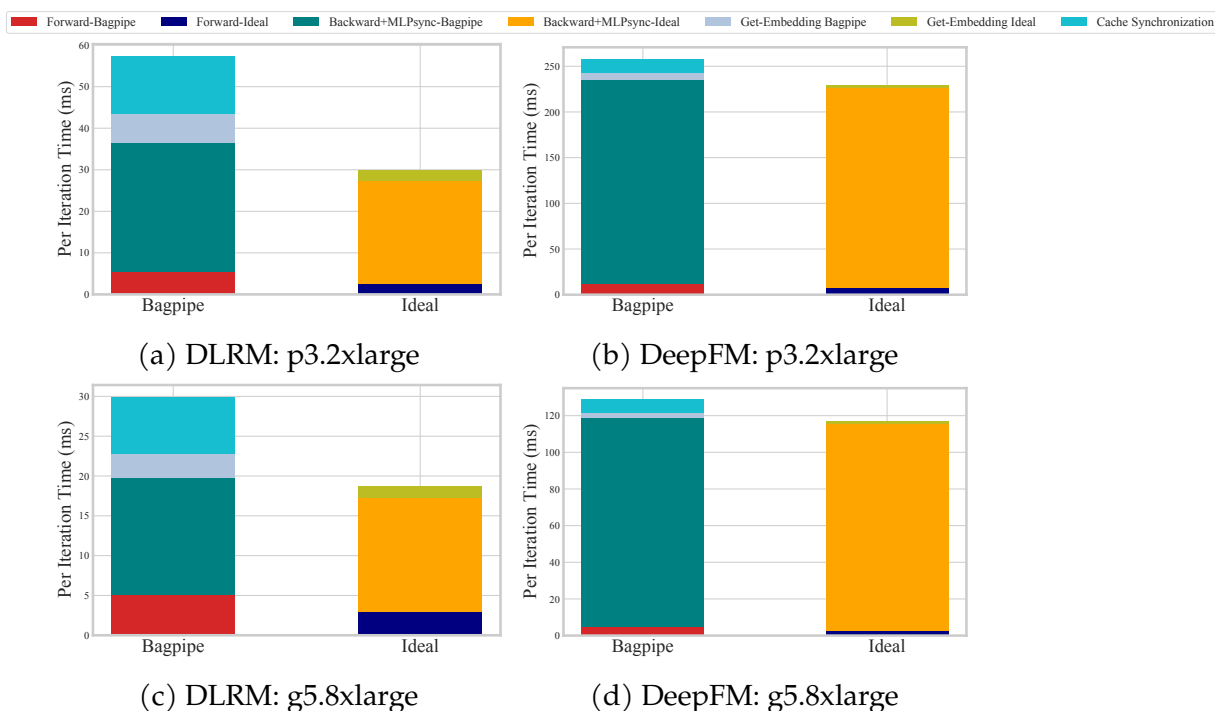 Forward-Bagpipe Forward-Ideal Backward+MLPsync-Bagpipe Backward+MLPsync-Ideal Get-Embedding Bagpipe Get-Embedding Ideal Cache Synchronization
Per Iteration Time (ms)
60
50
40
30
20
10
0
Bagpipe Ideal
(a) DLRM: p3.2xlarge
Per Iteration Time (ms)
250
200
150
100
50
0
Bagpipe Ideal
(b) DeepFM: p3.2xlarge
Per Iteration Time (ms)
30
25
20
15
10
5
0
Bagpipe Ideal
(c) DLRM: g5.8xlarge
Per Iteration Time (ms)
120
100
80
60
40
20
0
Bagpipe Ideal
(d) DeepFM: g5.8xlarge